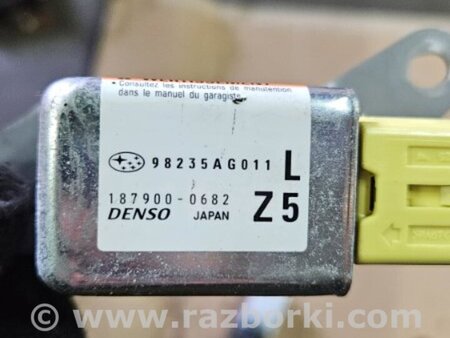 • Consultez les instructions de manutention
dans le manuel du garagiste.
98235AG011 L
187900-0682
DENSO JAPAN Z5
© www.razborki.com